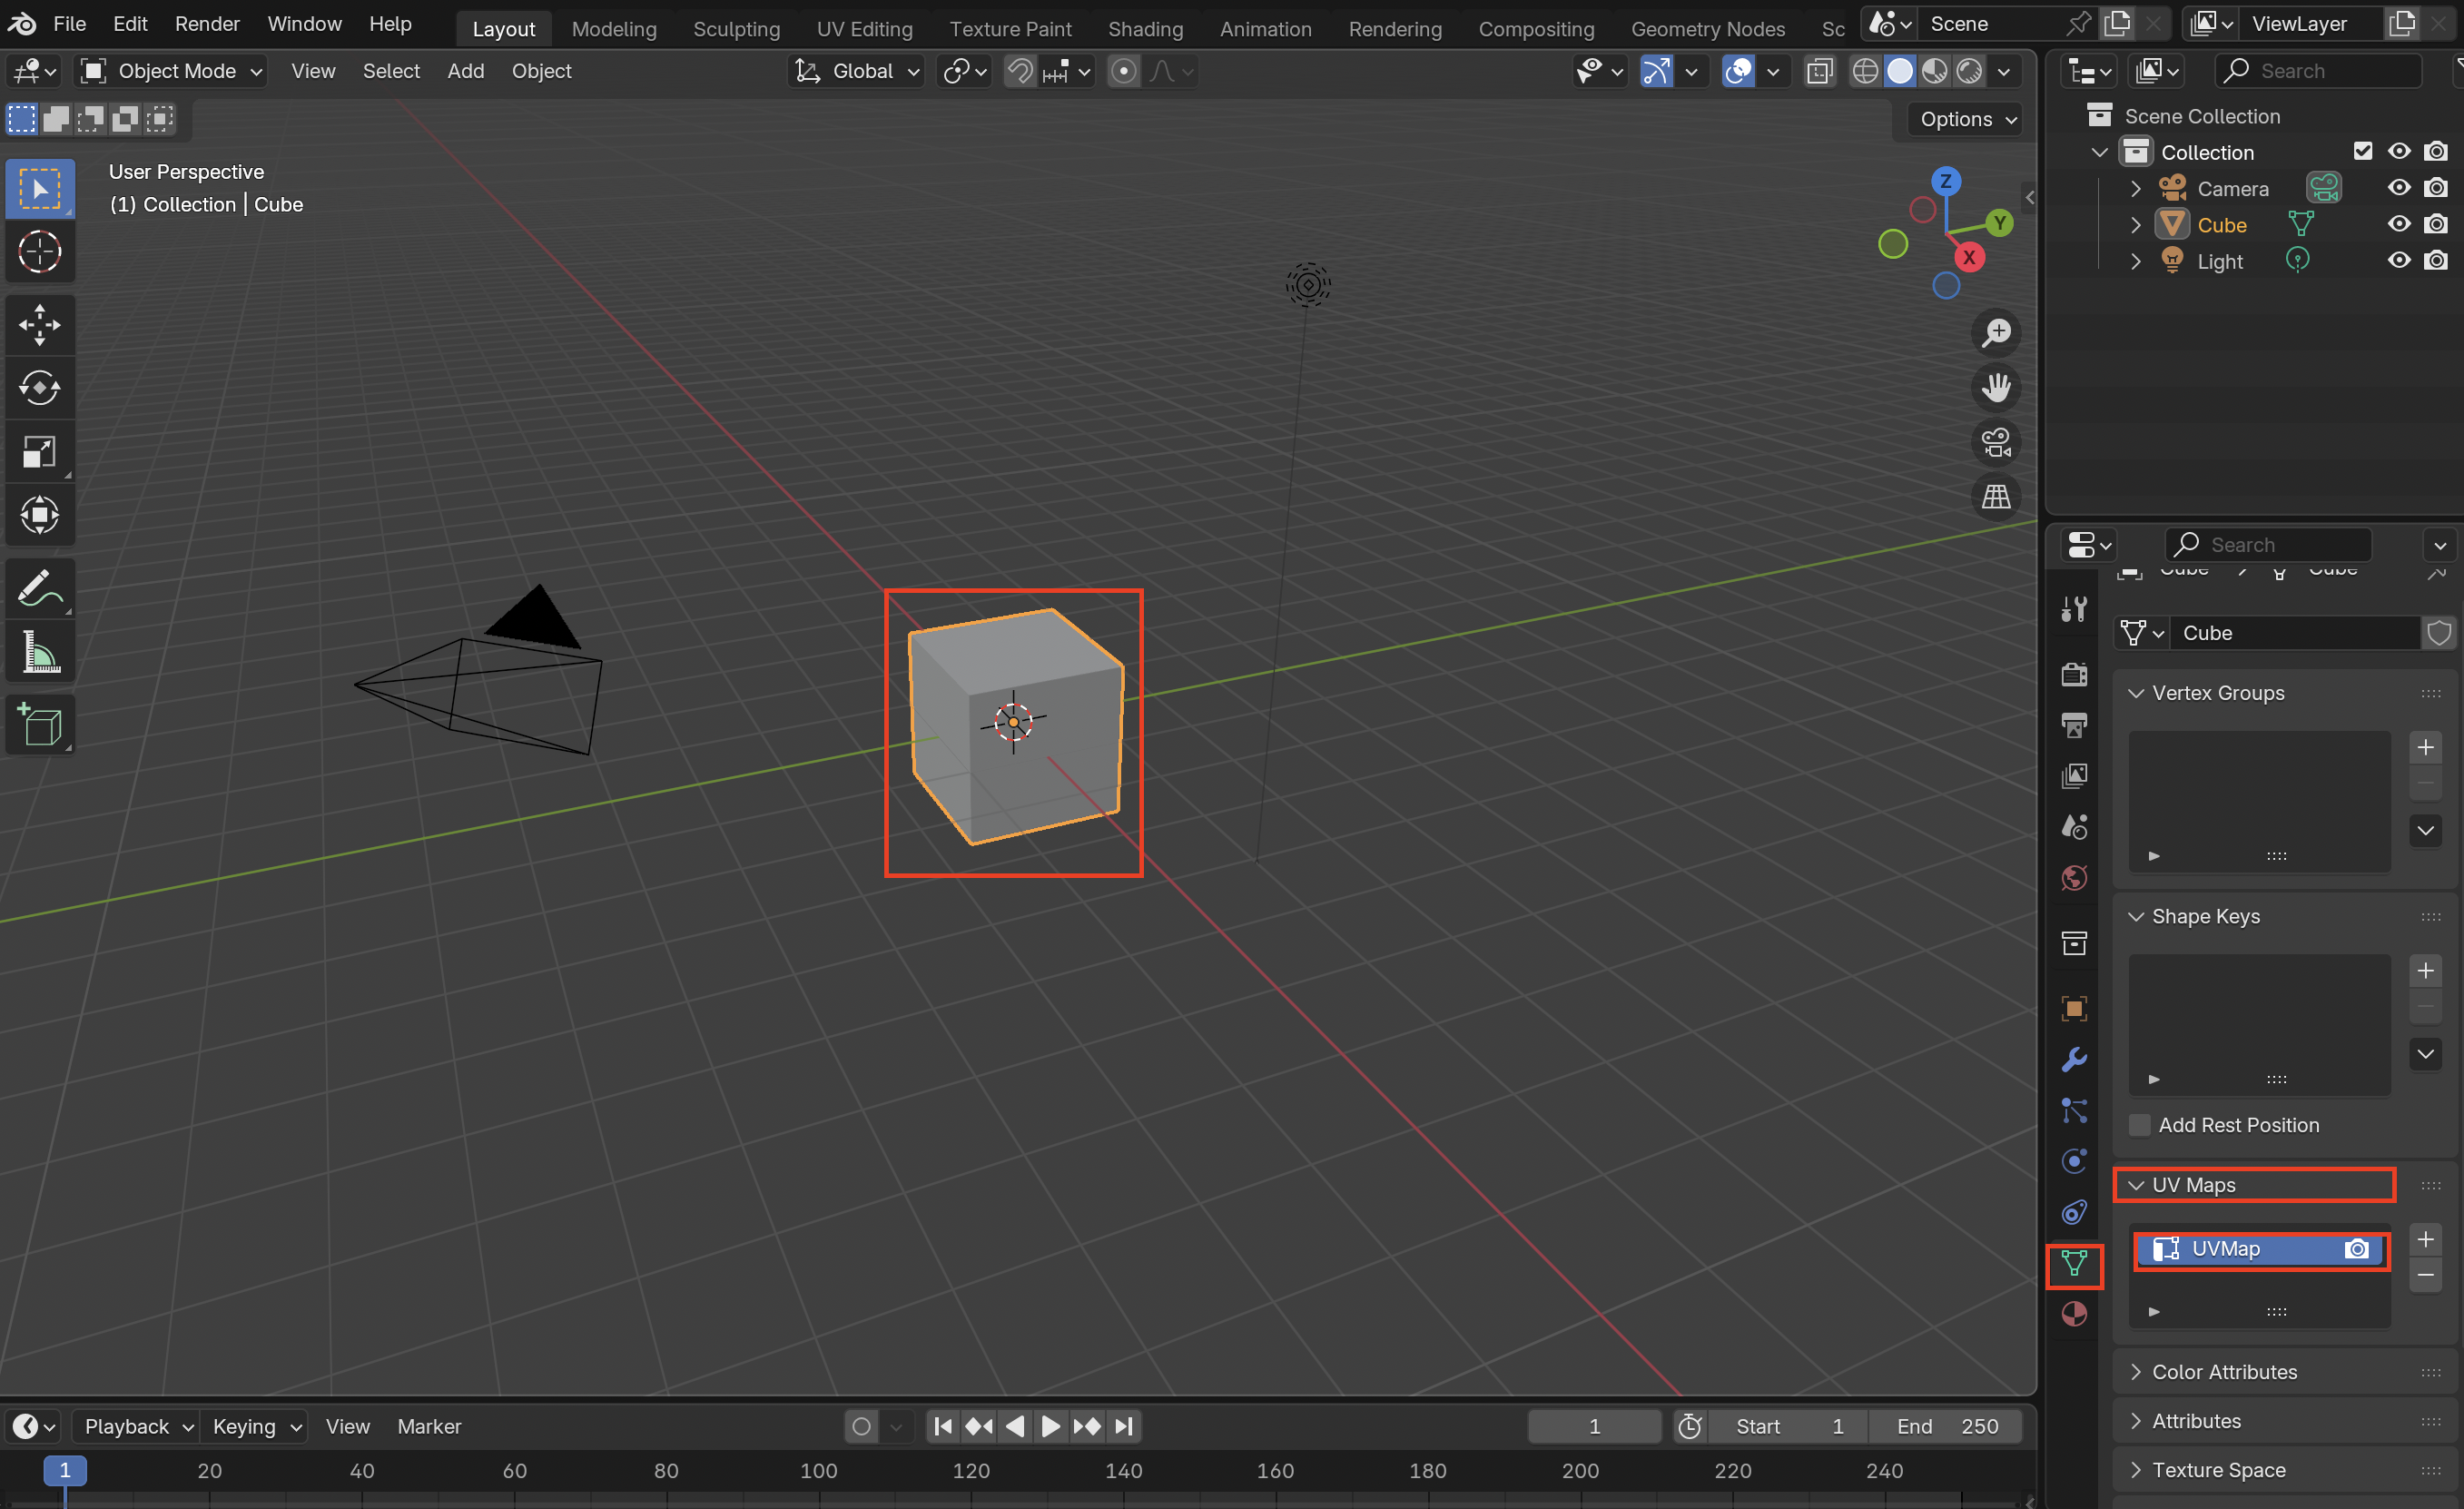 File Edit Render Window Help Layout Modeling Sculpting UV Editing Texture Paint Shading Animation Rendering Compositing Geometry Nodes Sc Scene ViewLayer
Object Mode View Select Add Object Global Search
Options
User Perspective
(1) Collection | Cube
Z
Y
X
Scene Collection
Collection
Camera
Cube
Light
Search
Cube Cube
Cube
Vertex Groups
Shape Keys
Add Rest Position
UV Maps
UVMap
Color Attributes
Attributes
Texture Space
Playback Keying View Marker 1 Start 1 End 250
1 20 40 60 80 100 120 140 160 180 200 220 240